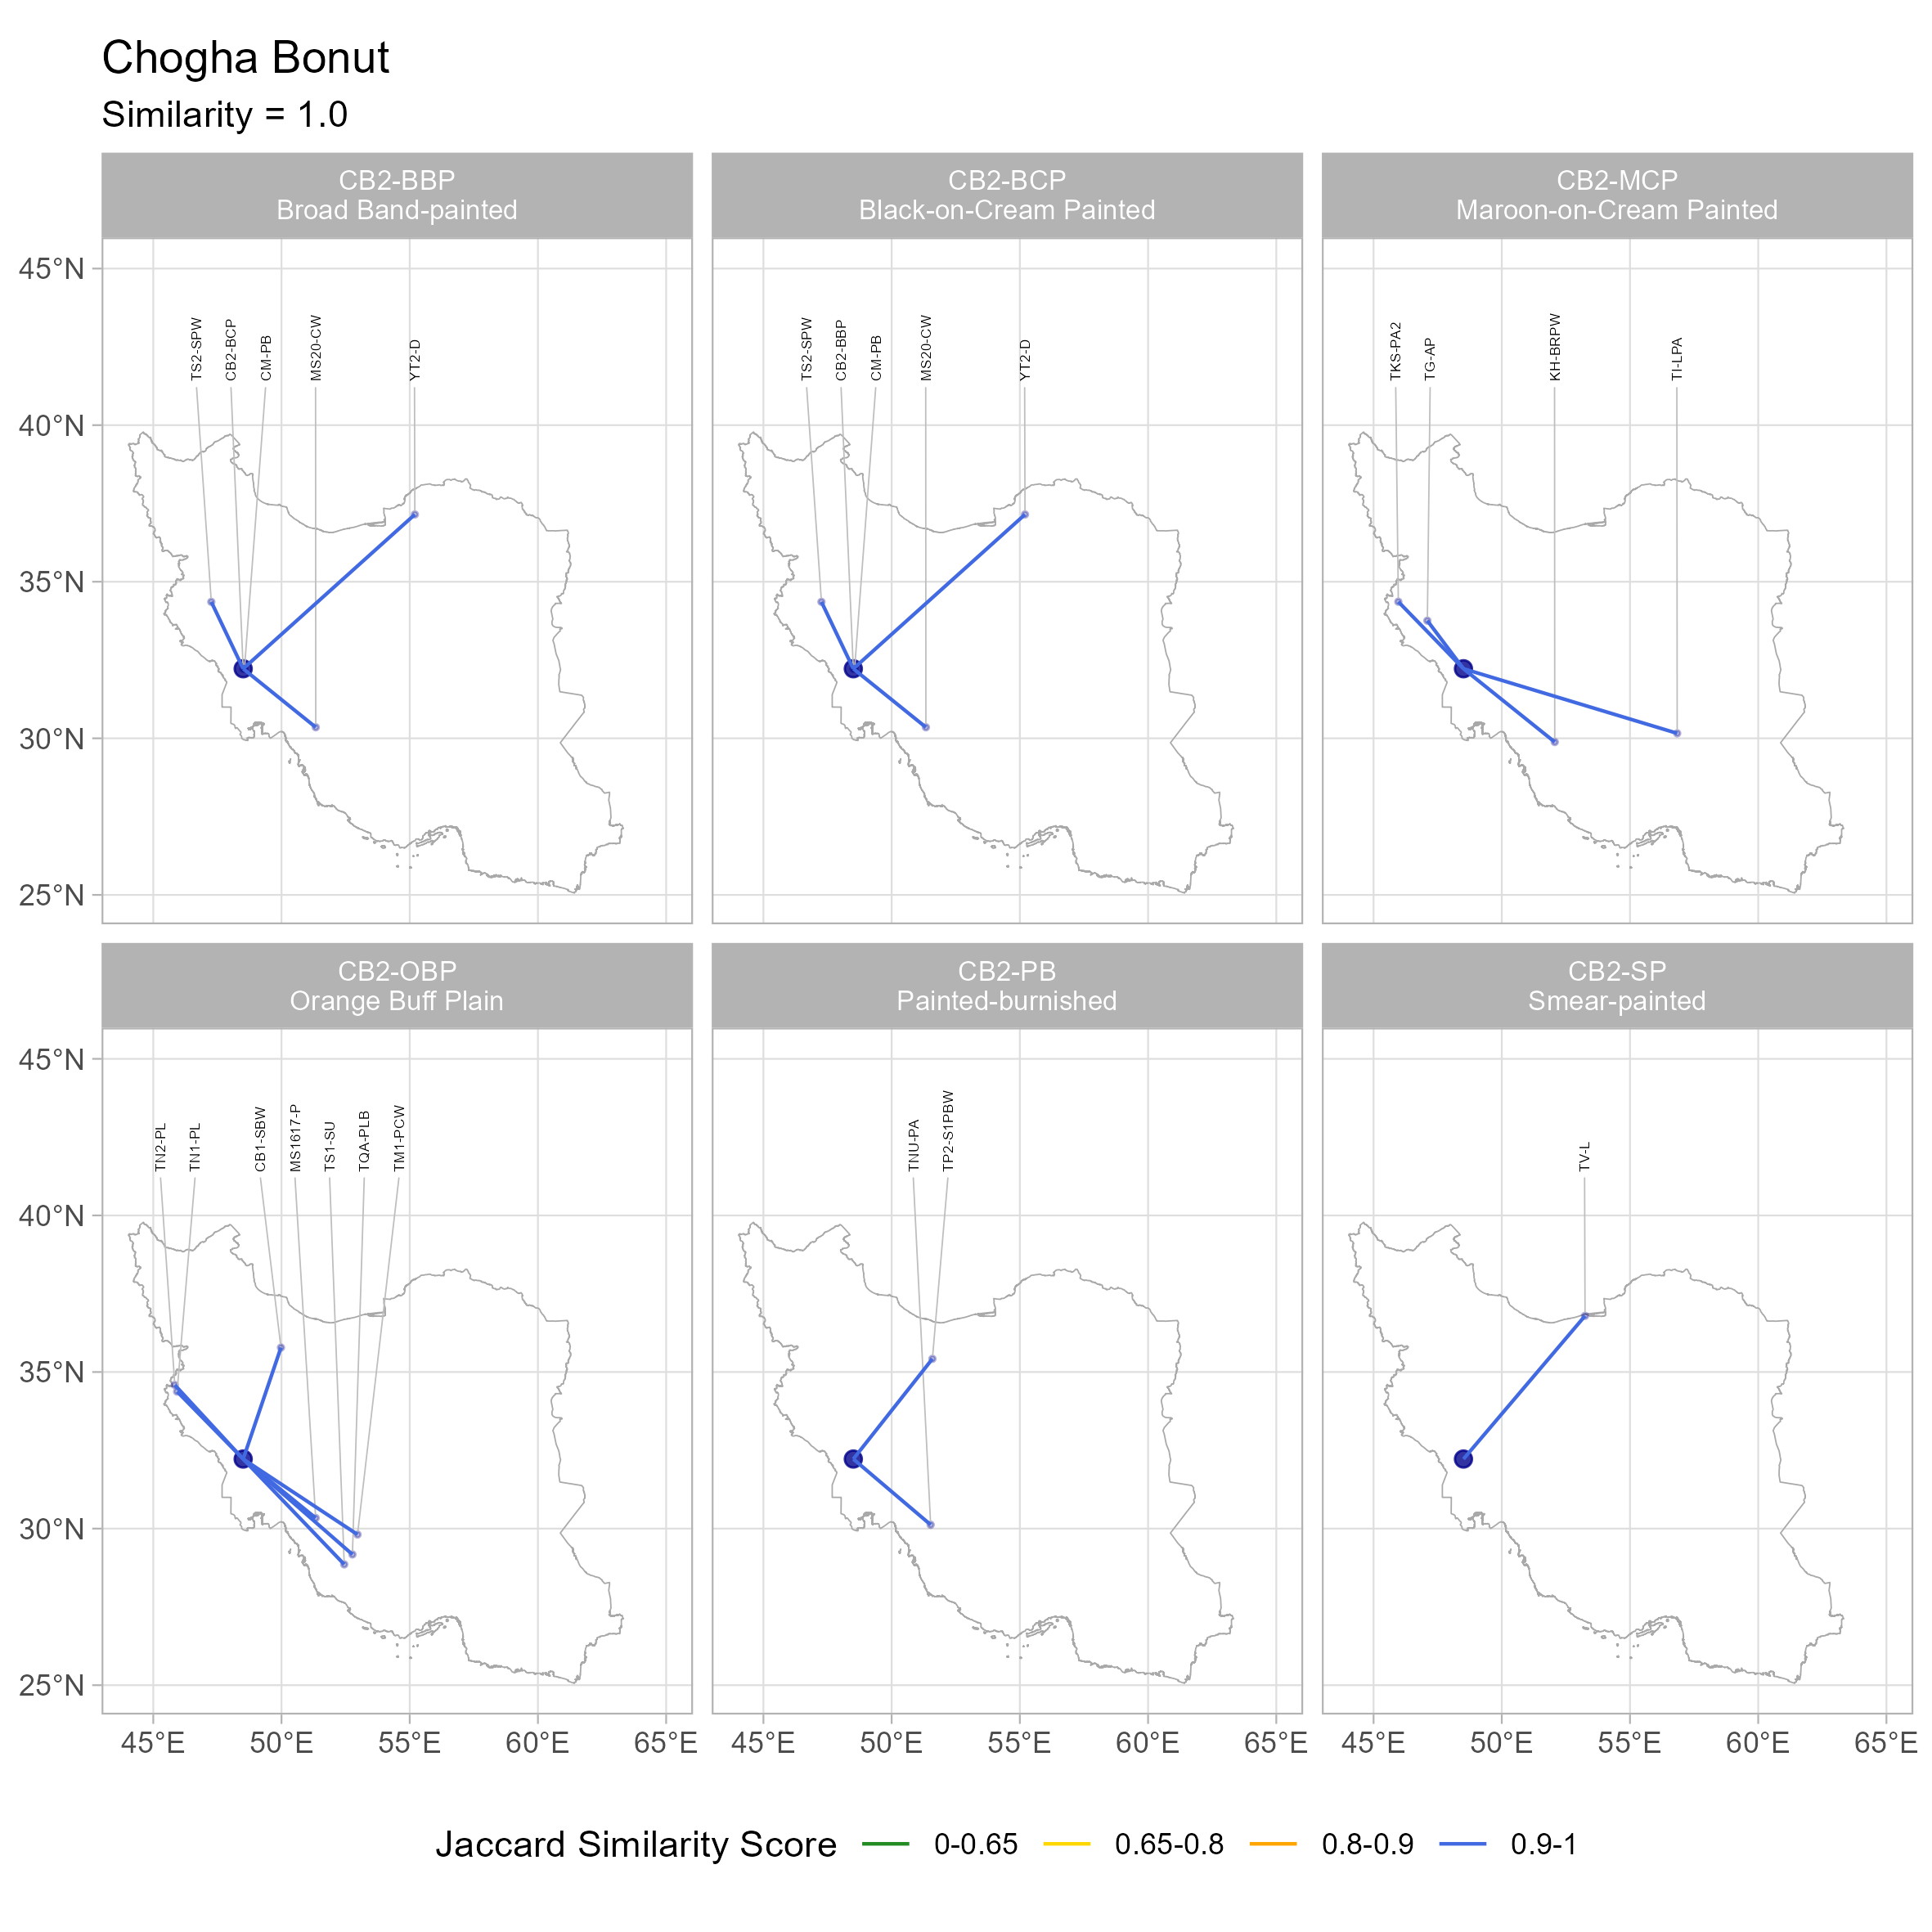 Chogha Bonut
Similarity = 1.0
CB2-BBP
Broad Band-painted
CB2-BCP
Black-on-Cream Painted
CB2-MCP
Maroon-on-Cream Painted
45°N
40°N
35°N
30°N
25°N
TS2-SPW
CB2-BCP
CM-PB
MS20-CW
YT2-D
TS2-SPW
CB2-BBP
CM-PB
MS20-CW
YT2-D
TKS-PA2
TG-AP
KH-BRPW
TI-LPA
CB2-OBP
Orange Buff Plain
CB2-PB
Painted-burnished
CB2-SP
Smear-painted
45°N
40°N
35°N
30°N
25°N
TN2-PL
TN1-PL
CB1-SBW
MS1617-P
TS1-SU
TQA-PLB
TM1-PCW
TNU-PA
TP2-S1PBW
TV-L
45°E 50°E 55°E 60°E 65°E
45°E 50°E 55°E 60°E 65°E
45°E 50°E 55°E 60°E 65°E
Jaccard Similarity Score 0-0.65 0.65-0.8 0.8-0.9 0.9-1